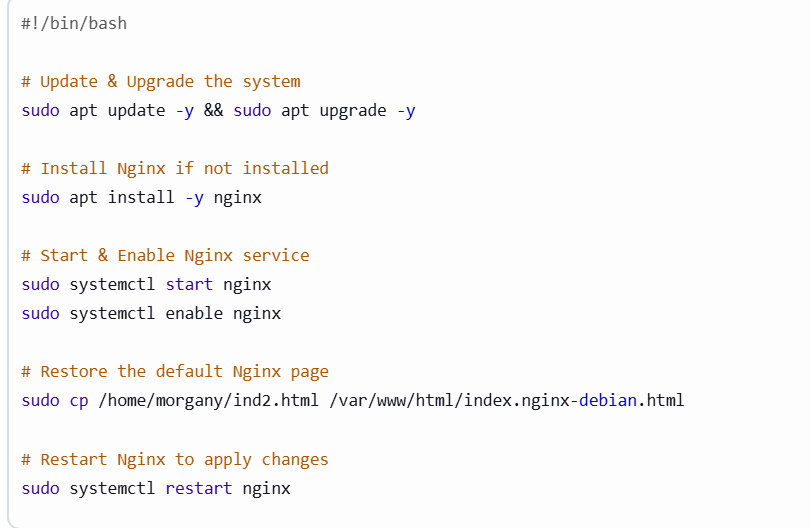 #!/bin/bash
# Update & Upgrade the system
sudo apt update -y && sudo apt upgrade -y
# Install Nginx if not installed
sudo apt install -y nginx
# Start & Enable Nginx service
sudo systemctl start nginx
sudo systemctl enable nginx
# Restore the default Nginx page
sudo cp /home/morgany/ind2.html /var/www/html/index.nginx-debian.html
# Restart Nginx to apply changes
sudo systemctl restart nginx